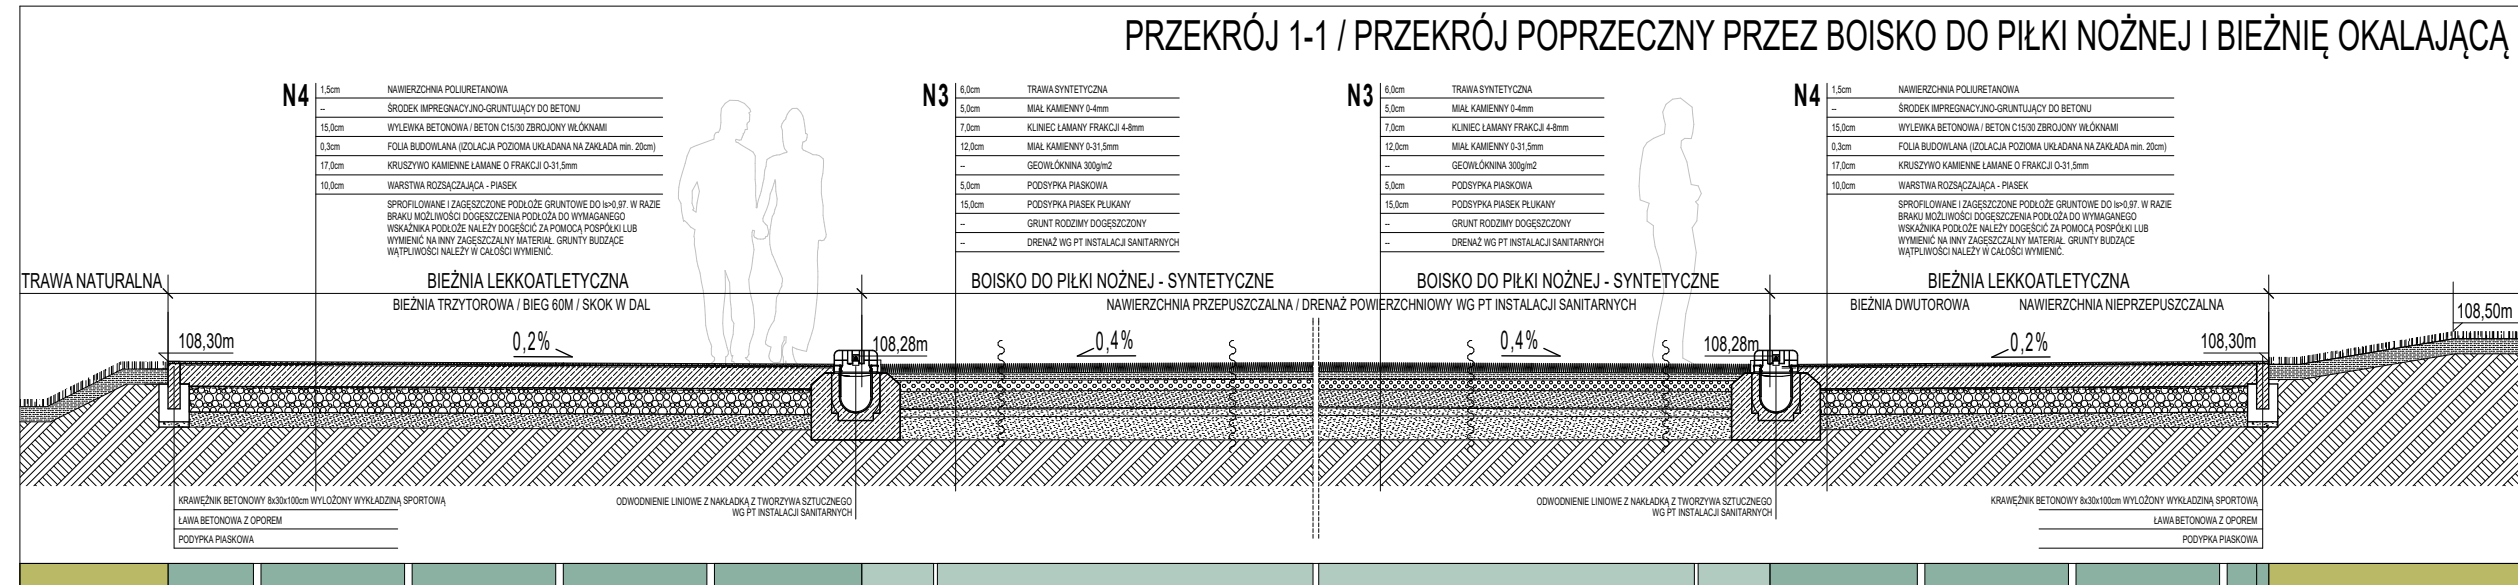 PRZEKRÓJ 1-1 / PRZEKRÓJ POPRZECZNY PRZEZ BOISKO DO PIŁKI NOŻNEJ I BIEŻNIĘ OKALAJĄCĄ
N4
1,5cm NAWIERZCHNIA POLIURETANOWA
-- ŚRODEK IMPREGNACYJNO-GRUNTUJĄCY DO BETONU
15,0cm WYLEWKA BETONOWA / BETON C15/30 ZBROJONY WŁÓKNAMI
0,3cm FOLIA BUDOWLANA (IZOLACJA POZIOMA UKŁADANA NA ZAKŁADA min. 20cm)
17,0cm KRUSZYWO KAMIENNE ŁAMANE O FRAKCJI O-31,5mm
10,0cm WARSTWA ROZSĄCZAJĄCA - PIASEK
SPROFILOWANE I ZAGĘSZCZONE PODŁOŻE GRUNTOWE DO Is>0,97. W RAZIE
BRAKU MOŻLIWOŚCI DOGĘSZCZENIA PODŁOŻA DO WYMAGANEGO
WSKAŹNIKA PODŁOŻE NALEŻY DOGĘŚCIĆ ZA POMOCĄ POSPÓŁKI LUB
WYMIENIĆ NA INNY ZAGĘSZCZALNY MATERIAŁ. GRUNTY BUDZĄCE
WĄTPLIWOŚCI NALEŻY W CAŁOŚCI WYMIENIĆ.
N3
6,0cm TRAWA SYNTETYCZNA
5,0cm MIAŁ KAMIENNY 0-4mm
7,0cm KLINIEC ŁAMANY FRAKCJI 4-8mm
12,0cm MIAŁ KAMIENNY 0-31,5mm
-- GEOWŁÓKNINA 300g/m2
5,0cm PODSYPKA PIASKOWA
15,0cm PODSYPKA PIASEK PŁUKANY
-- GRUNT RODZIMY DOGĘSZCZONY
-- DRENAŻ WG PT INSTALACJI SANITARNYCH
N3
6,0cm TRAWA SYNTETYCZNA
5,0cm MIAŁ KAMIENNY 0-4mm
7,0cm KLINIEC ŁAMANY FRAKCJI 4-8mm
12,0cm MIAŁ KAMIENNY 0-31,5mm
-- GEOWŁÓKNINA 300g/m2
5,0cm PODSYPKA PIASKOWA
15,0cm PODSYPKA PIASEK PŁUKANY
-- GRUNT RODZIMY DOGĘSZCZONY
-- DRENAŻ WG PT INSTALACJI SANITARNYCH
N4
1,5cm NAWIERZCHNIA POLIURETANOWA
-- ŚRODEK IMPREGNACYJNO-GRUNTUJĄCY DO BETONU
15,0cm WYLEWKA BETONOWA / BETON C15/30 ZBROJONY WŁÓKNAMI
0,3cm FOLIA BUDOWLANA (IZOLACJA POZIOMA UKŁADANA NA ZAKŁADA min. 20cm)
17,0cm KRUSZYWO KAMIENNE ŁAMANE O FRAKCJI O-31,5mm
10,0cm WARSTWA ROZSĄCZAJĄCA - PIASEK
SPROFILOWANE I ZAGĘSZCZONE PODŁOŻE GRUNTOWE DO Is>0,97. W RAZIE
BRAKU MOŻLIWOŚCI DOGĘSZCZENIA PODŁOŻA DO WYMAGANEGO
WSKAŹNIKA PODŁOŻE NALEŻY DOGĘŚCIĆ ZA POMOCĄ POSPÓŁKI LUB
WYMIENIĆ NA INNY ZAGĘSZCZALNY MATERIAŁ. GRUNTY BUDZĄCE
WĄTPLIWOŚCI NALEŻY W CAŁOŚCI WYMIENIĆ.
TRAWA NATURALNA
BIEŻNIA LEKKOATLETYCZNA
BOISKO DO PIŁKI NOŻNEJ - SYNTETYCZNE
BOISKO DO PIŁKI NOŻNEJ - SYNTETYCZNE
BIEŻNIA LEKKOATLETYCZNA
BIEŻNIA TRZYTOROWA / BIEG 60M / SKOK W DAL
NAWIERZCHNIA PRZEPUSZCZALNA / DRENAŻ POWIERZCHNIOWY WG PT INSTALACJI SANITARNYCH
BIEŻNIA DWUTOROWA NAWIERZCHNIA NIEPRZEPUSZCZALNA
108,50m
108,30m
0,2%
108,28m
0,4%
0,4%
108,28m
0,2%
108,30m
KRAWĘŻNIK BETONOWY 8x30x100cm WYLOŻONY WYKŁADZINĄ SPORTOWĄ
ŁAWA BETONOWA Z OPOREM
PODYPKA PIASKOWA
ODWODNIENIE LINIOWE Z NAKŁADKĄ Z TWORZYWA SZTUCZNEGO
WG PT INSTALACJI SANITARNYCH
ODWODNIENIE LINIOWE Z NAKŁADKĄ Z TWORZYWA SZTUCZNEGO
WG PT INSTALACJI SANITARNYCH
KRAWĘŻNIK BETONOWY 8x30x100cm WYLOŻONY WYKŁADZINĄ SPORTOWĄ
ŁAWA BETONOWA Z OPOREM
PODYPKA PIASKOWA